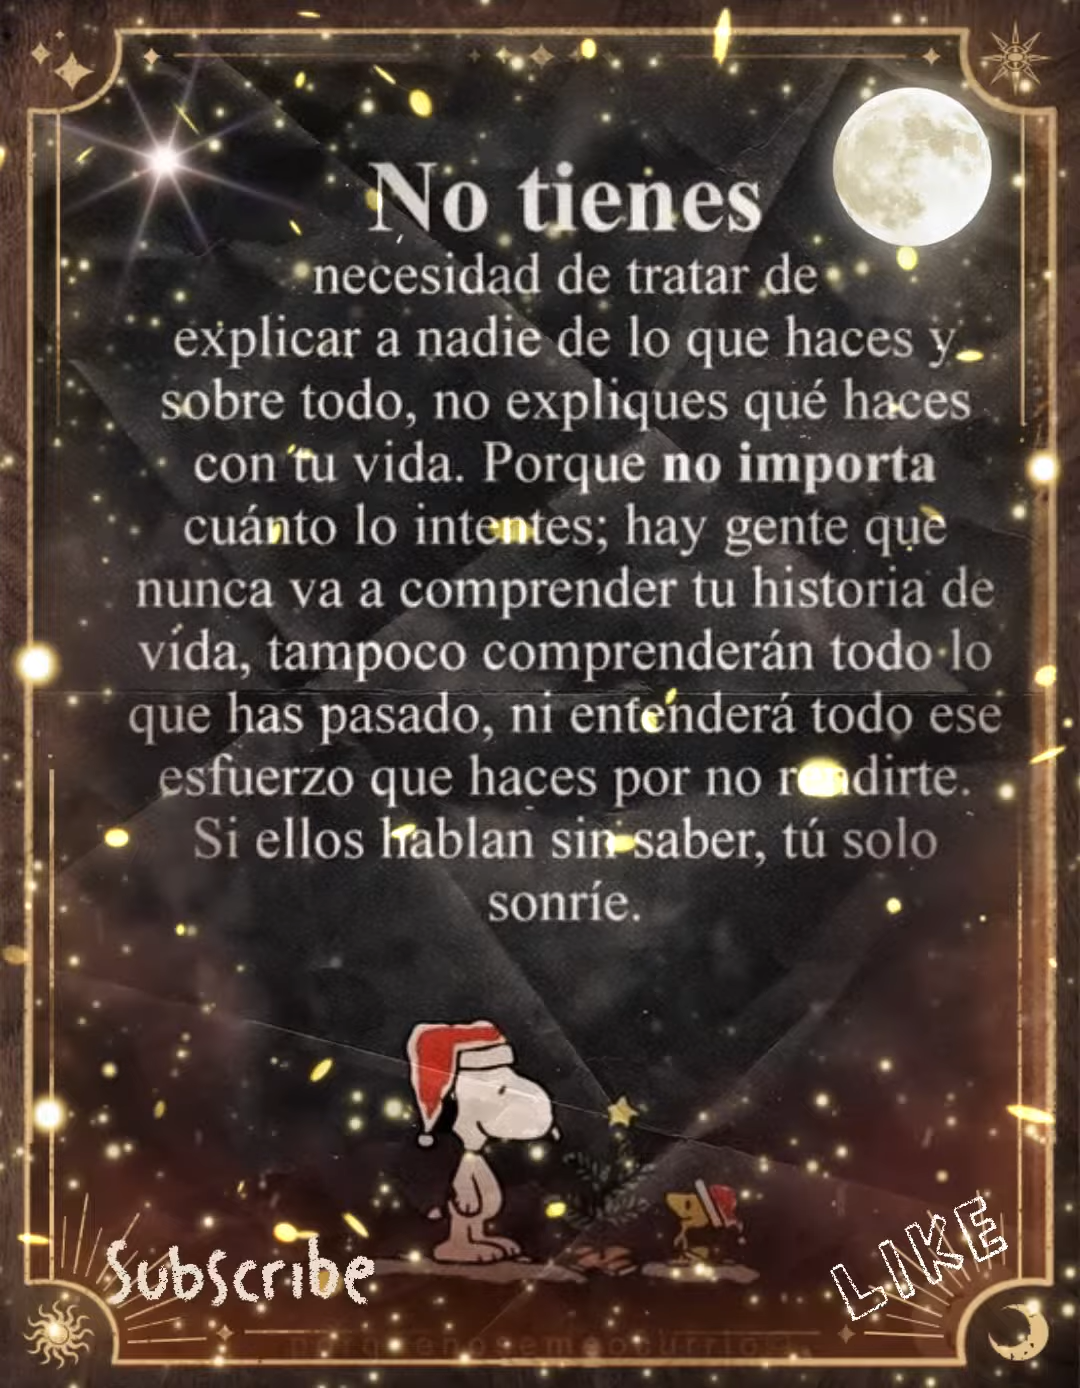 No tienes
necesidad de tratar de
explicar a nadie de lo que haces y
sobre todo, no expliques qué haces
con tu vida. Porque no importa
cuánto lo intentes; hay gente que
nunca va a comprender tu historia de
vida, tampoco comprenderán todo lo
que has pasado, ni entenderá todo ese
esfuerzo que haces por no rendirte.
Si ellos hablan sin saber, tú solo
sonríe.
Subscribe
LIKE